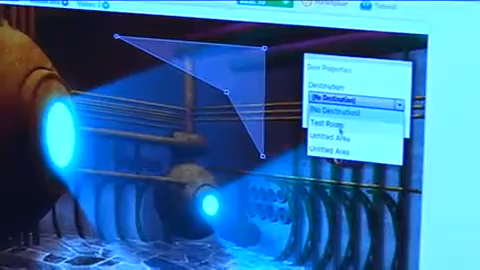 Door Properties
Destination
[No Destination]
[No Destination]
Test Room
Untitled Area
Untitled Area